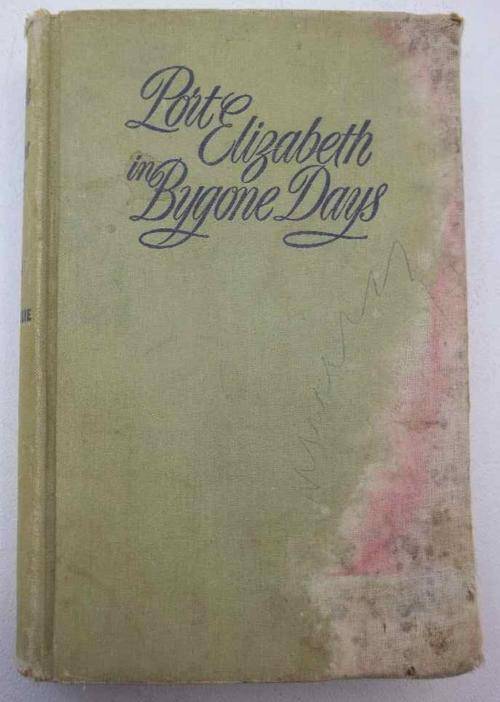 Port
Elizabeth
in
Bygone Days